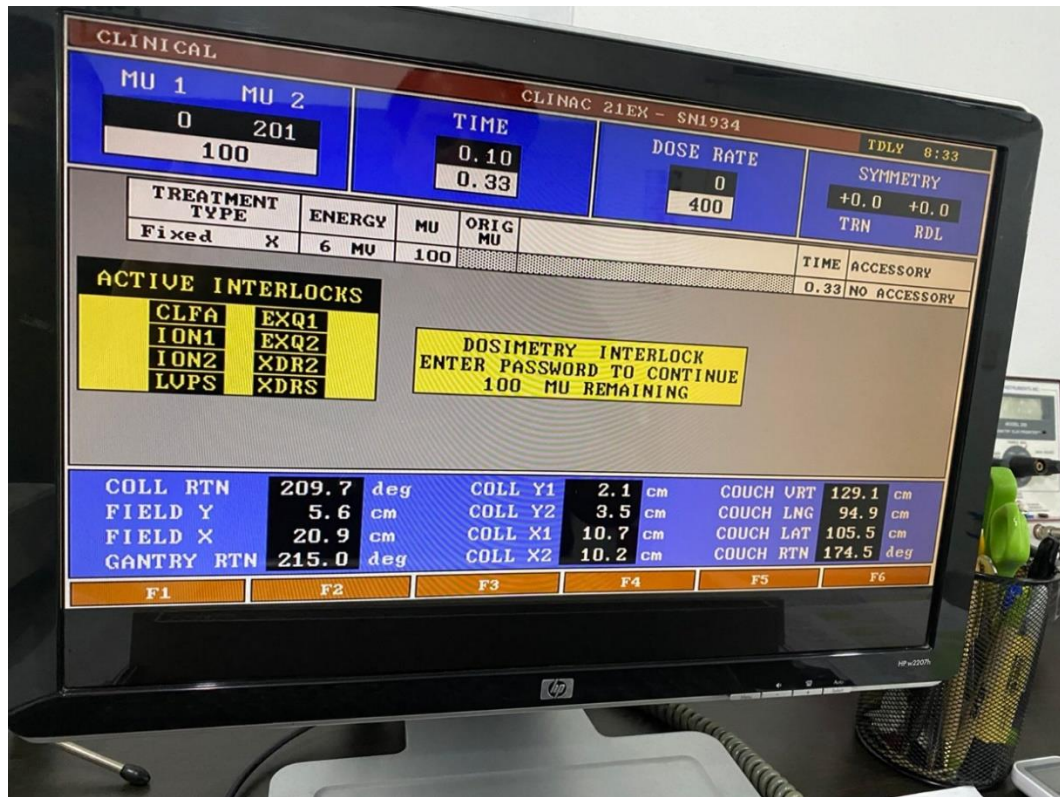 CLINICAL
CLINAC 21EX - SN1934
TDLY 8:33
MU 1 MU 2
0 201
100
TIME
0.10
0.33
DOSE RATE
0
400
SYMMETRY
+0.0 +0.0
TRN RDL
TREATMENT TYPE ENERGY MU ORIG MU TIME ACCESSORY
Fixed X 6 MV 100 0.33 NO ACCESSORY
ACTIVE INTERLOCKS
CLFA EXQ1
ION1 EXQ2
ION2 XDR2
LVPS XDRS
DOSIMETRY INTERLOCK
ENTER PASSWORD TO CONTINUE
100 MU REMAINING
COLL RTN 209.7 deg COLL Y1 2.1 cm COUCH VRT 129.1 cm
FIELD Y 5.6 cm COLL Y2 3.5 cm COUCH LNG 94.9 cm
FIELD X 20.9 cm COLL X1 10.7 cm COUCH LAT 105.5 cm
GANTRY RTN 215.0 deg COLL X2 10.2 cm COUCH RTN 174.5 deg
F1 F2 F3 F4 F5 F6
HP w2207h
hp